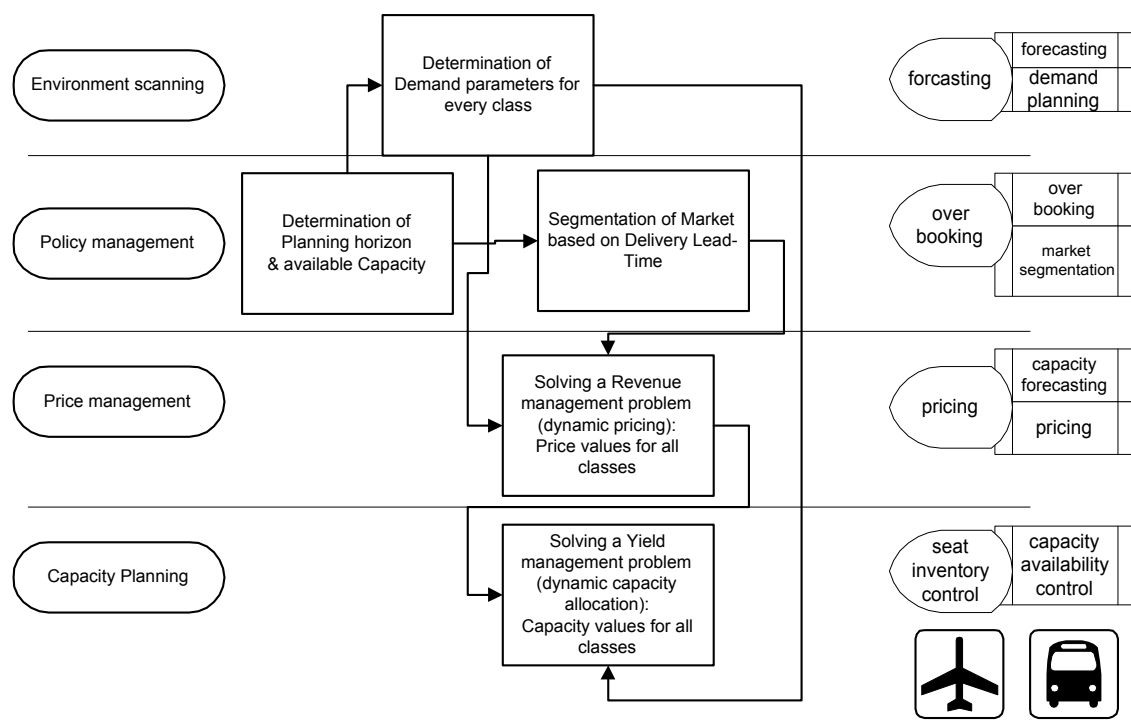 Environment scanning
Determination of
Demand parameters for
every class
forcasting
forecasting
demand
planning
Policy management
Determination of
Planning horizon
& available Capacity
Segmentation of Market
based on Delivery Lead-
Time
over
booking
over
booking
market
segmentation
Price management
Solving a Revenue
management problem
(dynamic pricing):
Price values for all
classes
pricing
capacity
forecasting
pricing
Capacity Planning
Solving a Yield
management problem
(dynamic capacity
allocation):
Capacity values for all
classes
seat
inventory
control
capacity
availability
control